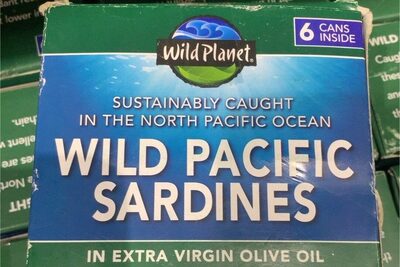 Wild Planet®
6 CANS
INSIDE
SUSTAINABLY CAUGHT
IN THE NORTH PACIFIC OCEAN
WILD PACIFIC
SARDINES
IN EXTRA VIRGIN OLIVE OIL